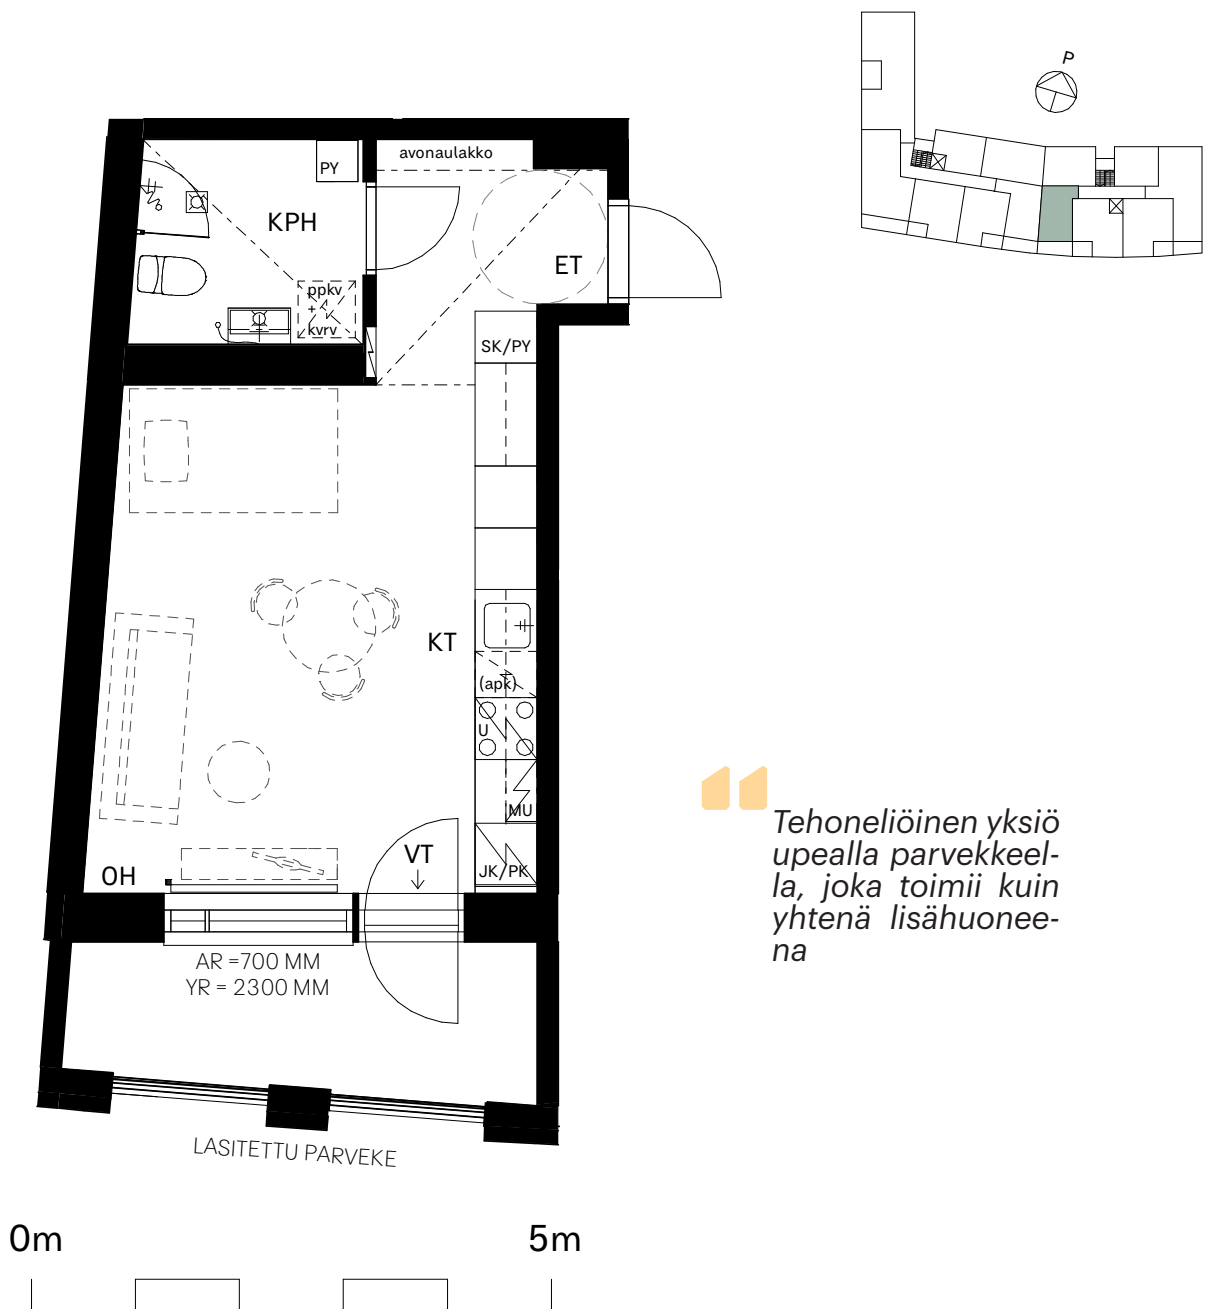 P
avonaulakko
PY
KPH
ET
ppkv
+
kvrv
SK/PY
KT
(apk)
U
MU
VT
JK/PK
OH
AR =700 MM
YR = 2300 MM
LASITETTU PARVEKE
Tehoneliöinen yksiö
upealla parvekkeel-
la, joka toimii kuin
yhtenä lisähuonee-
na
0m 5m